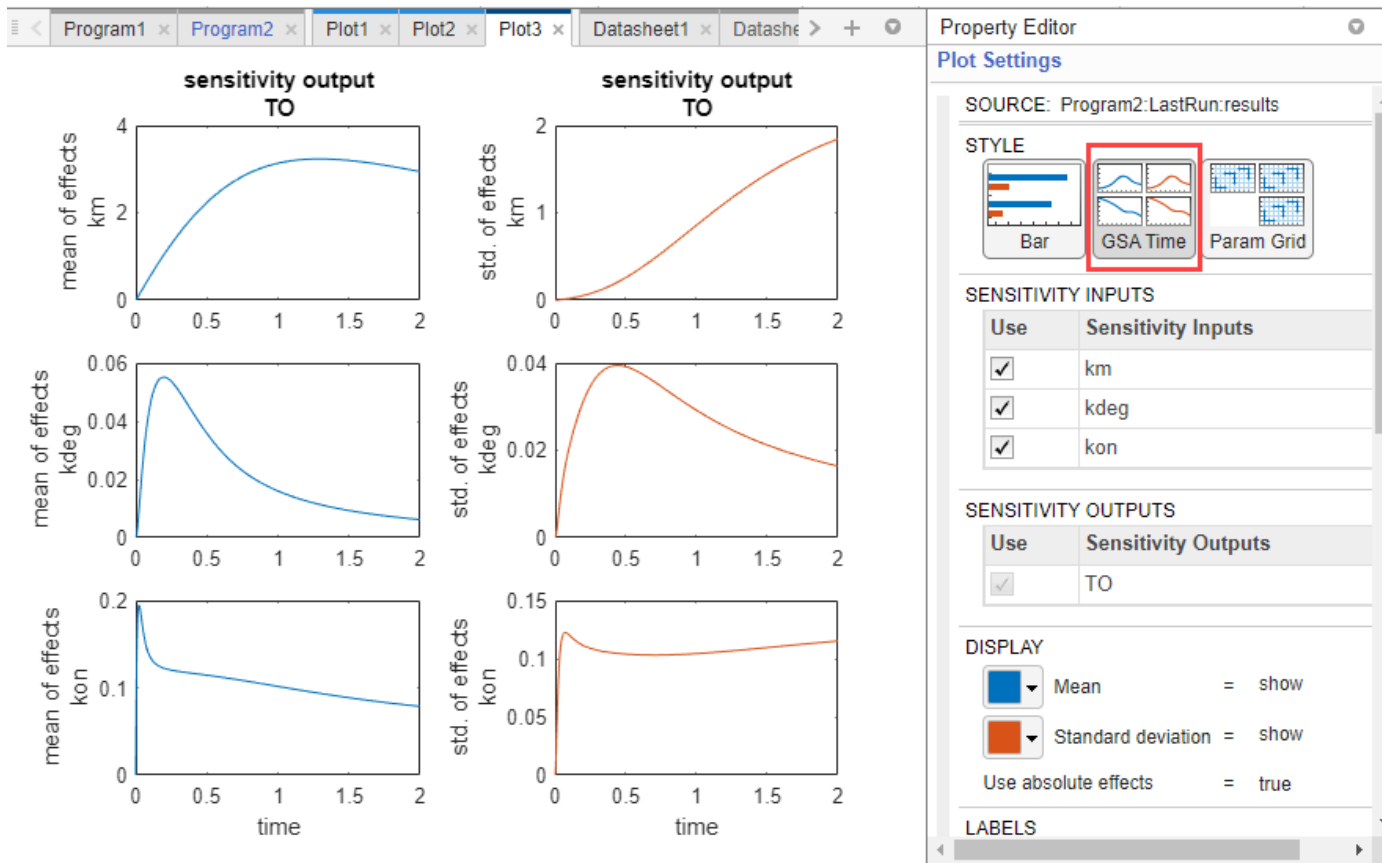 Program1 × Program2 × Plot1 × Plot2 × Plot3 × Datasheet1 × Datashe
sensitivity output
TO
mean of effects
km
4
2
0
0 0.5 1 1.5 2
sensitivity output
TO
std. of effects
km
2
1
0
0 0.5 1 1.5 2
mean of effects
kdeg
0.06
0.04
0.02
0
0 0.5 1 1.5 2
std. of effects
kdeg
0.04
0.02
0
0 0.5 1 1.5 2
mean of effects
kon
0.2
0.1
0
0 0.5 1 1.5 2
time
std. of effects
kon
0.15
0.1
0.05
0
0 0.5 1 1.5 2
time
Property Editor
Plot Settings
SOURCE: Program2:LastRun:results
STYLE
Bar GSA Time Param Grid
SENSITIVITY INPUTS
Use Sensitivity Inputs
km
kdeg
kon
SENSITIVITY OUTPUTS
Use Sensitivity Outputs
TO
DISPLAY
Mean = show
Standard deviation = show
Use absolute effects = true
LABELS